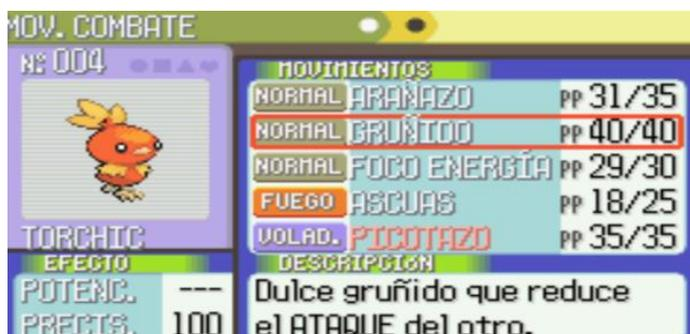 MOV. COMBATE
Nº 004
MOVIMIENTOS
NORMAL ARAÑAZO PP 31/35
NORMAL GRUÑIDO PP 40/40
NORMAL FOCO ENERGÍA PP 29/30
FUEGO ASCUAS PP 18/25
VOLAD. PICOTAZO PP 35/35
TORCHIC
EFECTO
POTENC. ---
PRECIS. 100
DESCRIPCIÓN
Dulce gruñido que reduce
el ATAQUE del otro.